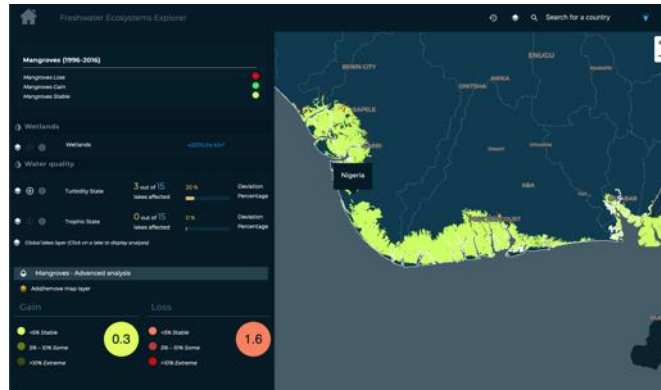 Freshwater Ecosystems Explorer
Search for a country
Mangroves (1996-2016)
Mangroves Loss
Mangroves Gain
Mangroves Stable
Wetlands
Wetlands
Water quality
Turbidity State
3 out of 15
lakes affected
20 %
Deviation
Percentage
Trophic State
0 out of 15
lakes affected
0 %
Deviation
Percentage
Global lakes layer (Click on a lake to display analysis)
Mangroves - Advanced analysis
Add/remove map layer
Gain
Loss
<5% Stable
5% - 10% Some
>10% Extreme
0.3
<5% Stable
5% - 10% Some
>10% Extreme
1.6
BENIN CITY
ENUGU
ONITSHA
AWKA
SAPELE
Nigeria
ABA